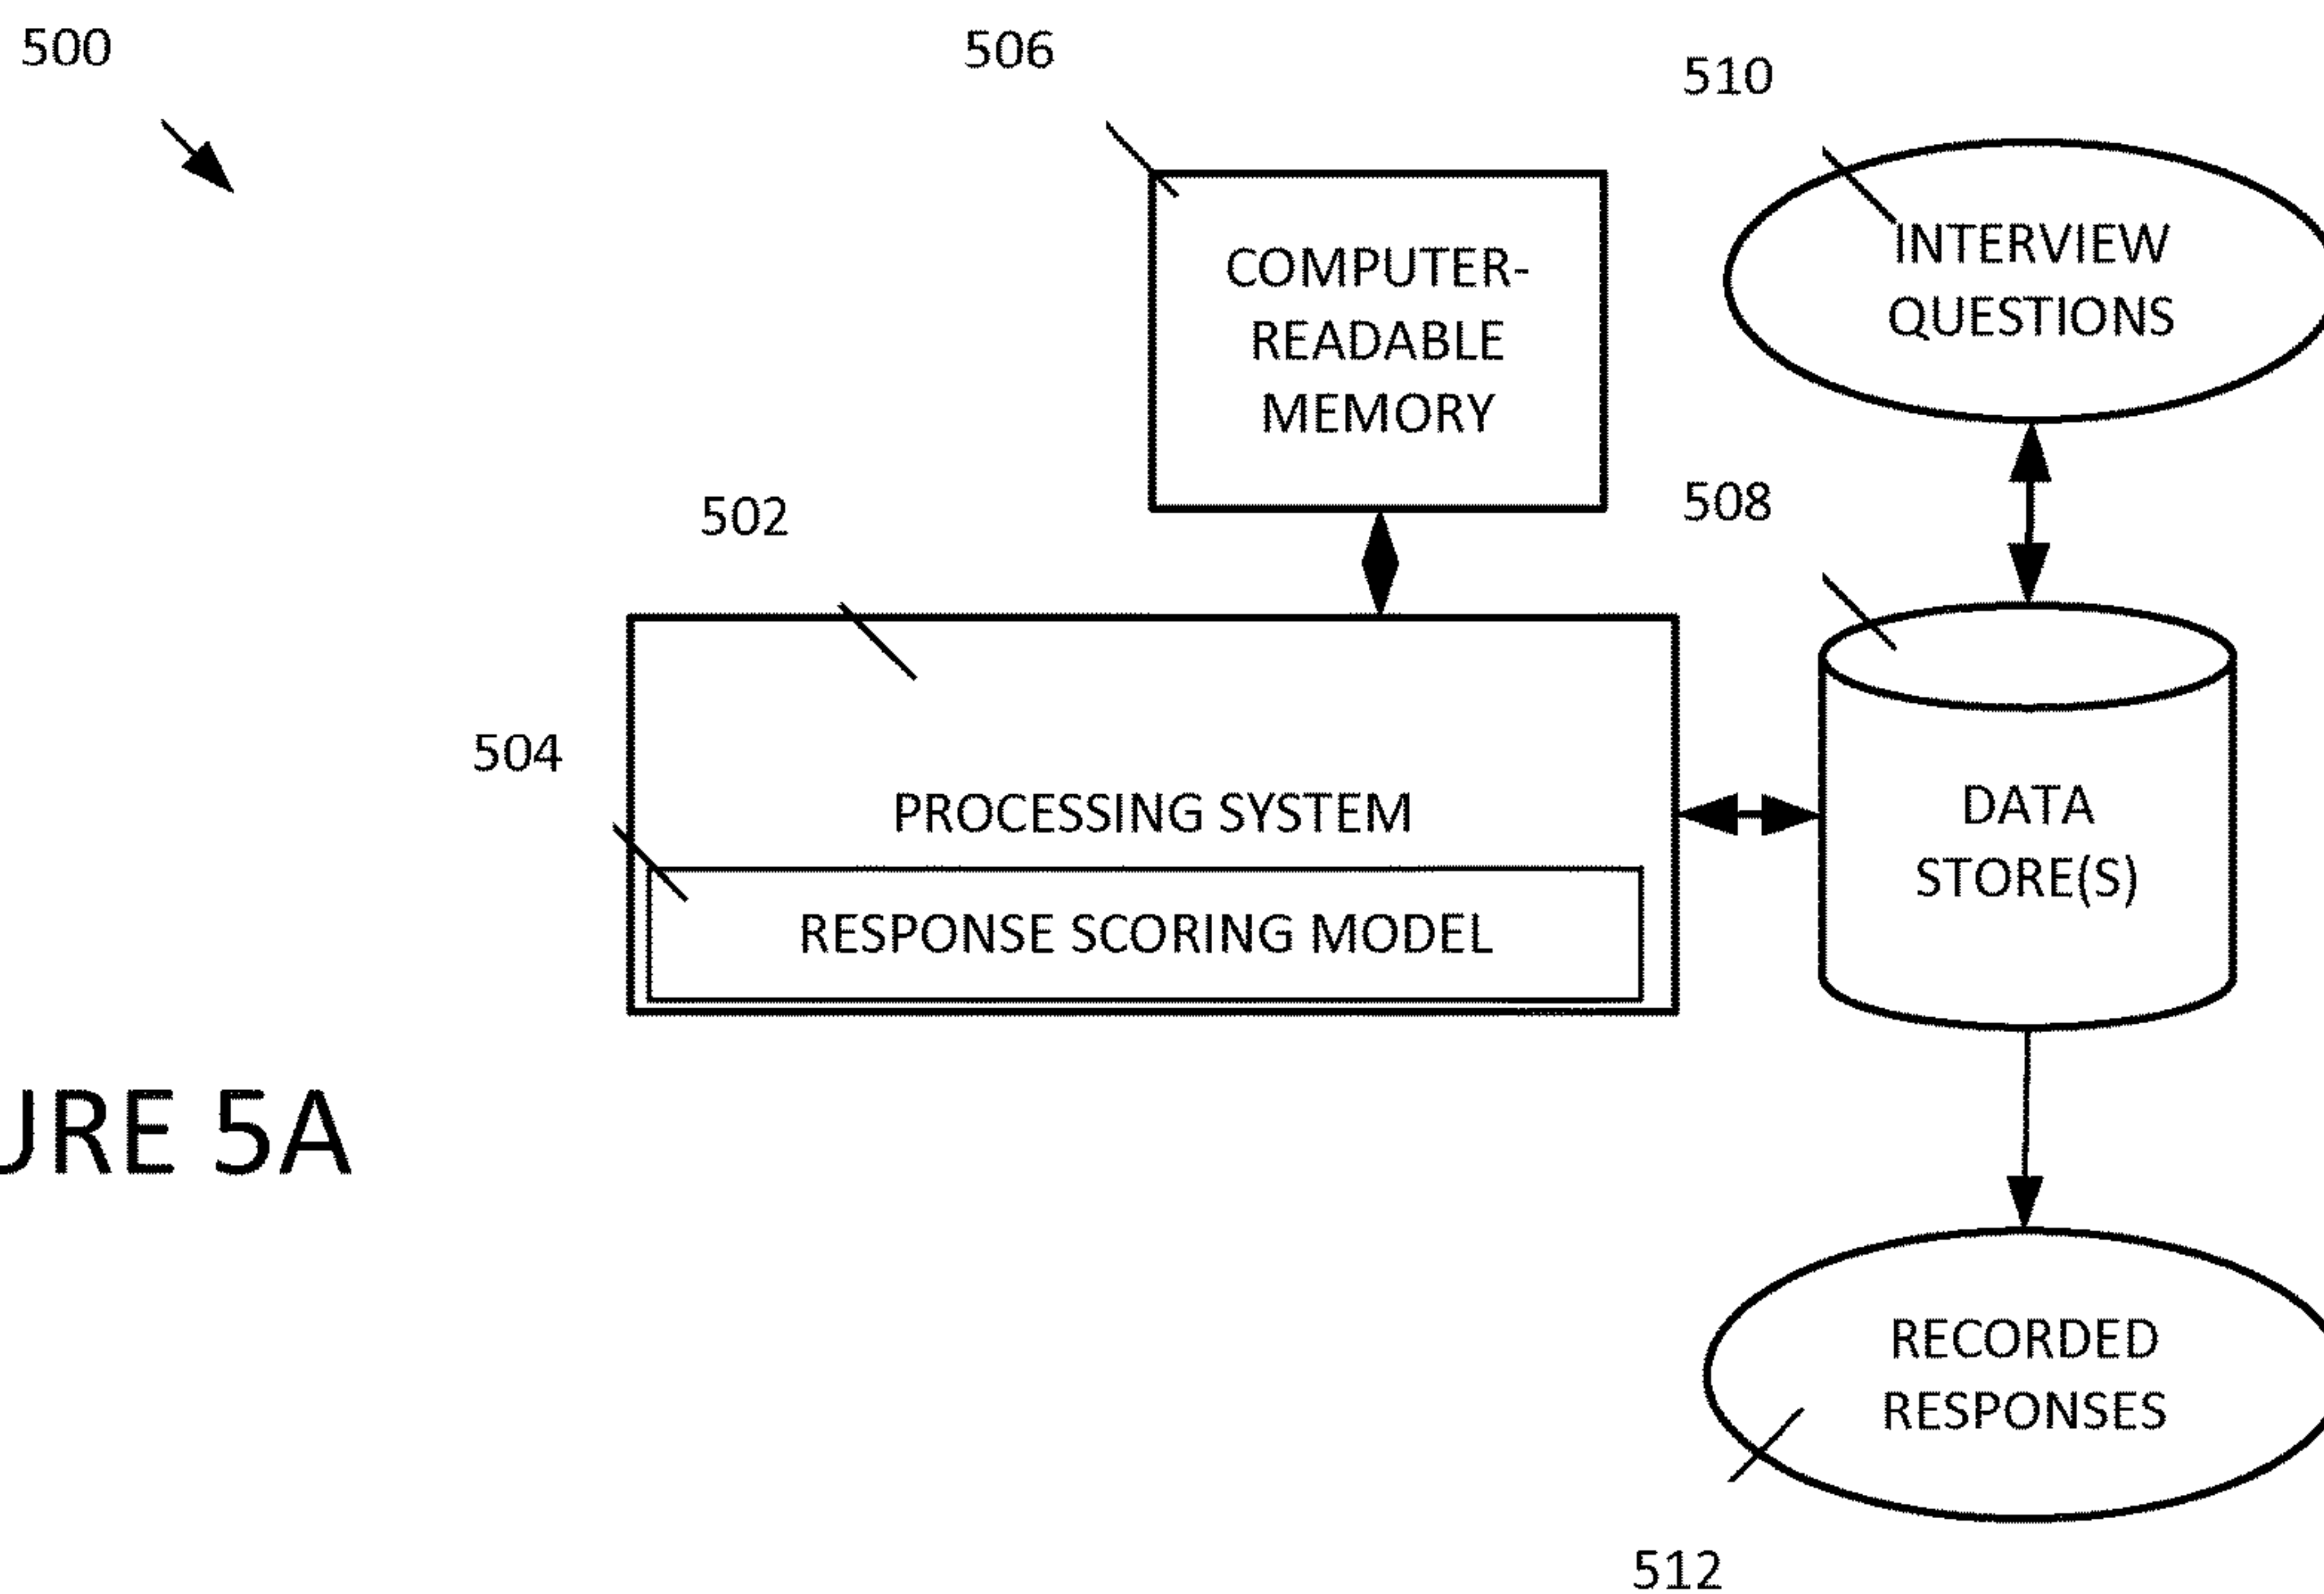 500
506
510
COMPUTER-
READABLE
MEMORY
INTERVIEW
QUESTIONS
502
508
504
PROCESSING SYSTEM
RESPONSE SCORING MODEL
DATA
STORE(S)
URE 5A
RECORDED
RESPONSES
512